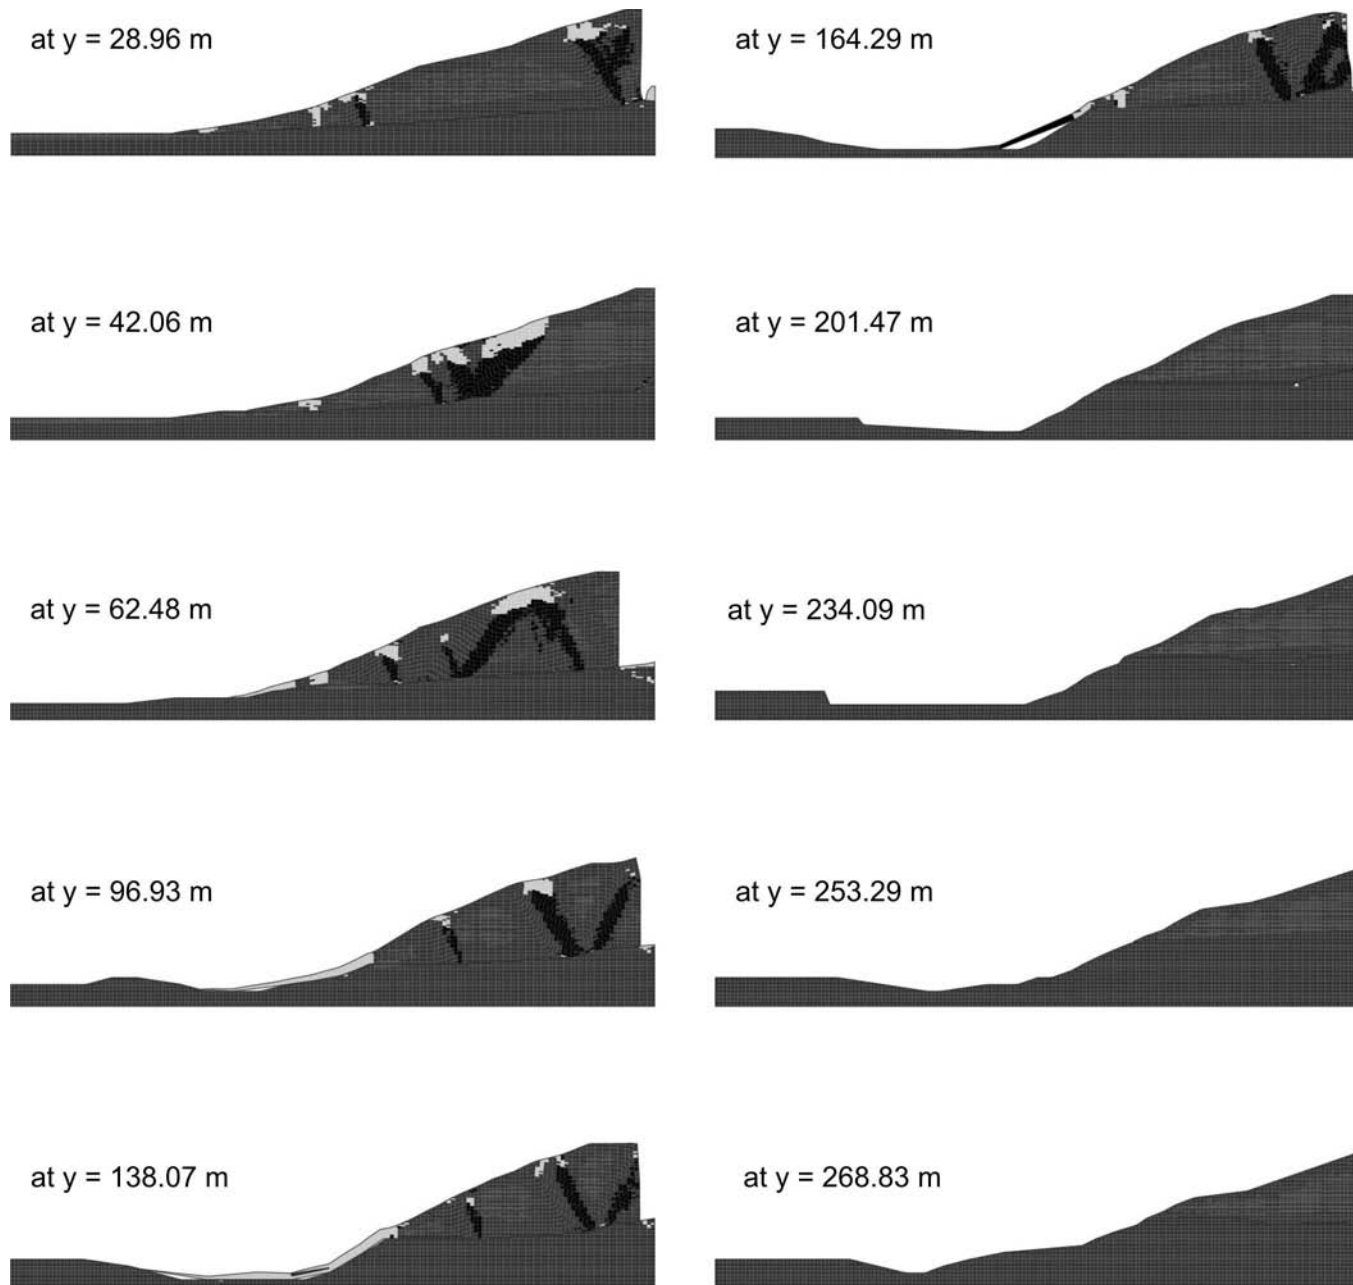 at y = 28.96 m
at y = 42.06 m
at y = 62.48 m
at y = 96.93 m
at y = 138.07 m
at y = 164.29 m
at y = 201.47 m
at y = 234.09 m
at y = 253.29 m
at y = 268.83 m